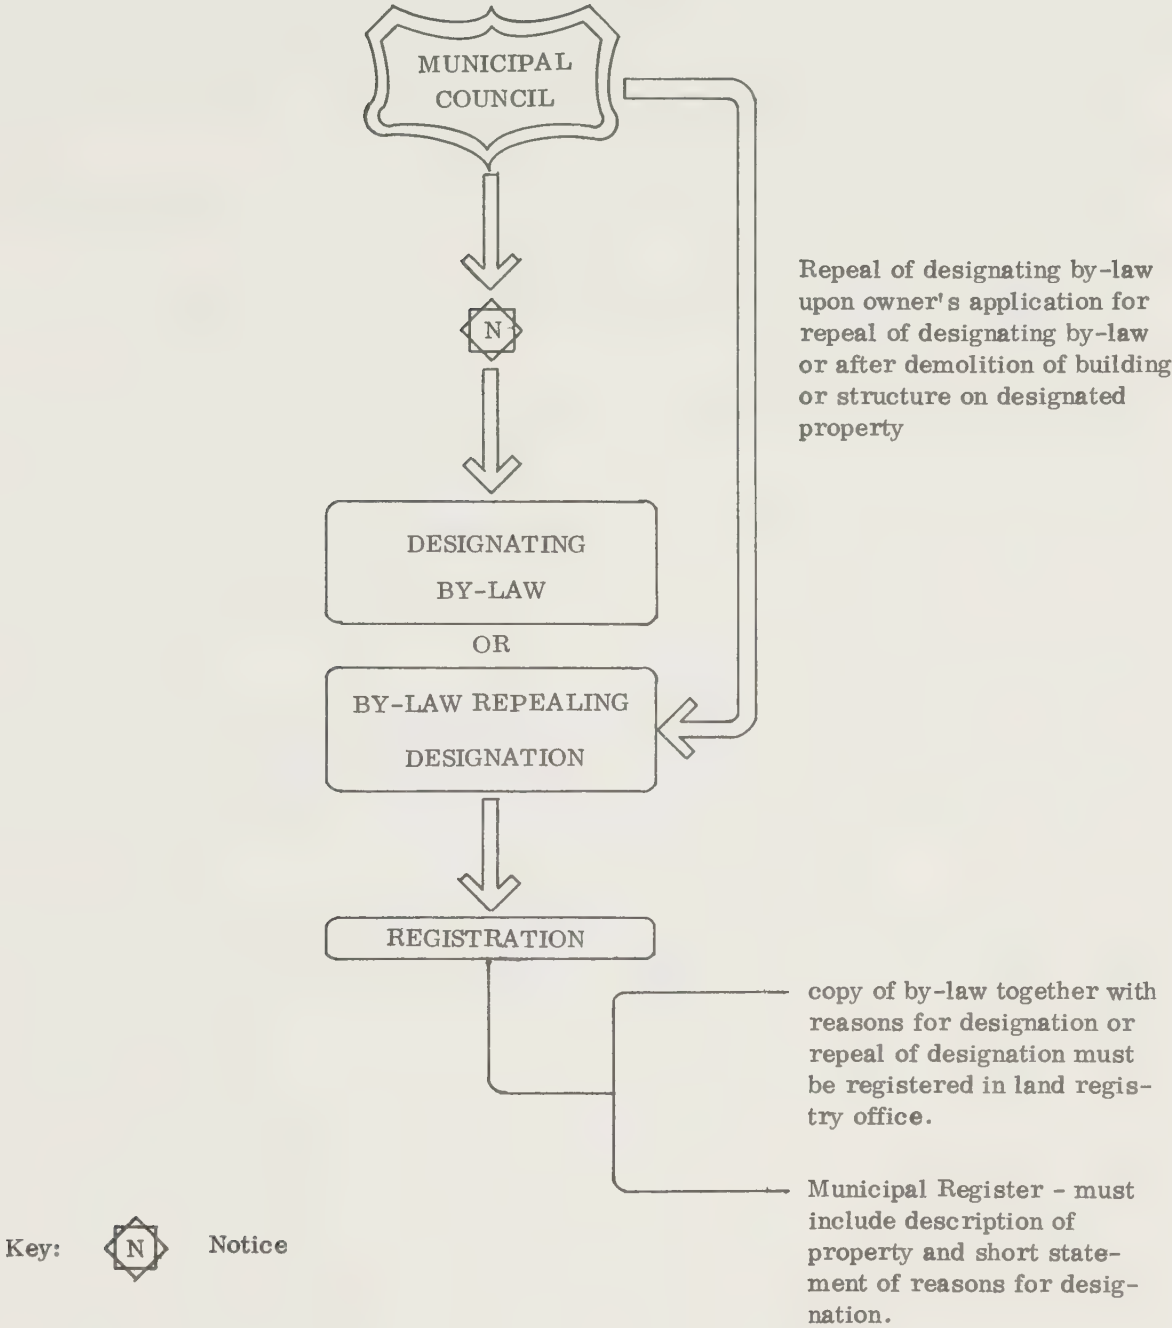 MUNICIPAL
COUNCIL
N
Repeal of designating by-law
upon owner's application for
repeal of designating by-law
or after demolition of building
or structure on designated
property
DESIGNATING
BY-LAW
OR
BY-LAW REPEALING
DESIGNATION
REGISTRATION
copy of by-law together with
reasons for designation or
repeal of designation must
be registered in land regis-
try office.
Municipal Register - must
include description of
property and short state-
ment of reasons for desig-
nation.
Key: N Notice